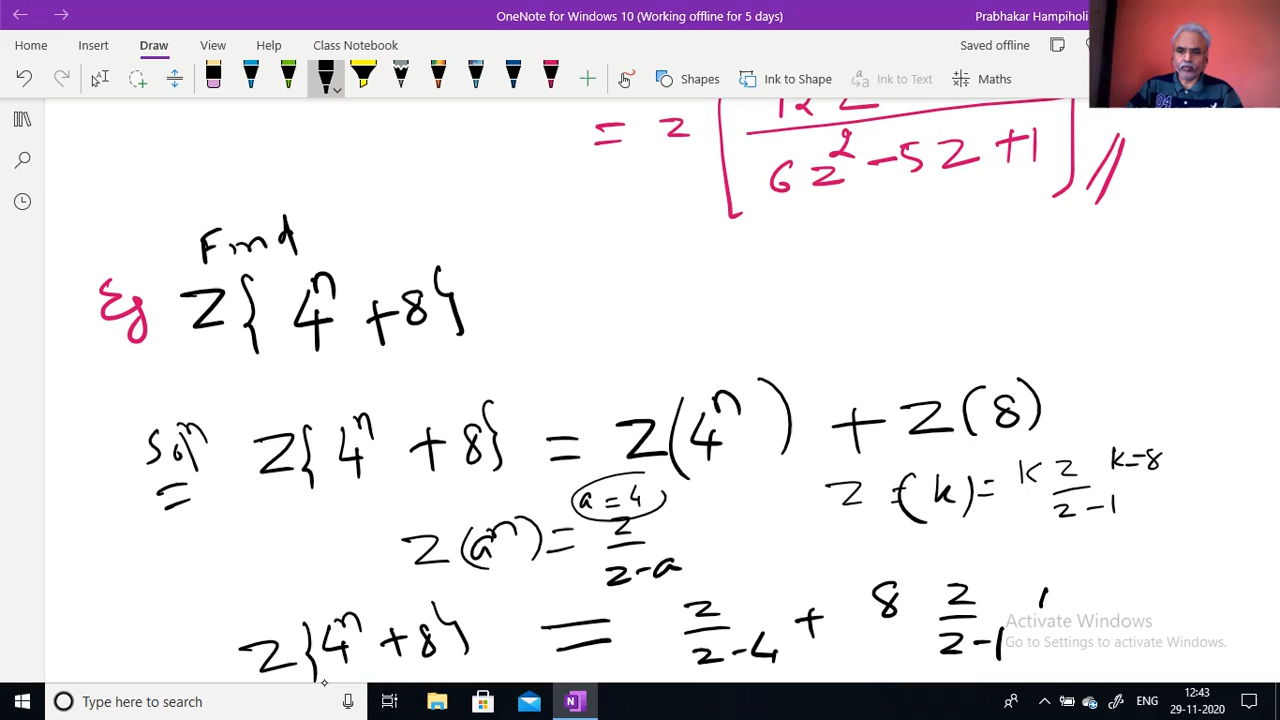 OneNote for Windows 10 (Working offline for 5 days)
Prabhakar Hampiholi
Home Insert Draw View Help Class Notebook
Saved offline
Shapes Ink to Shape Ink to Text Maths
= z [ 12 z / 6z² - 5z + 1 ] //
Find
Eg Z{ 4ⁿ + 8}
Solⁿ Z{ 4ⁿ + 8} = Z(4ⁿ) + Z(8)
a = 4 Z(k) = k z / z - 1 k=8
Z(aⁿ) = z / z - a
Z{4ⁿ + 8} = z / z - 4 + 8 z / z - 1
Activate Windows
Go to Settings to activate Windows.
Type here to search
N
ENG
12:43
29-11-2020